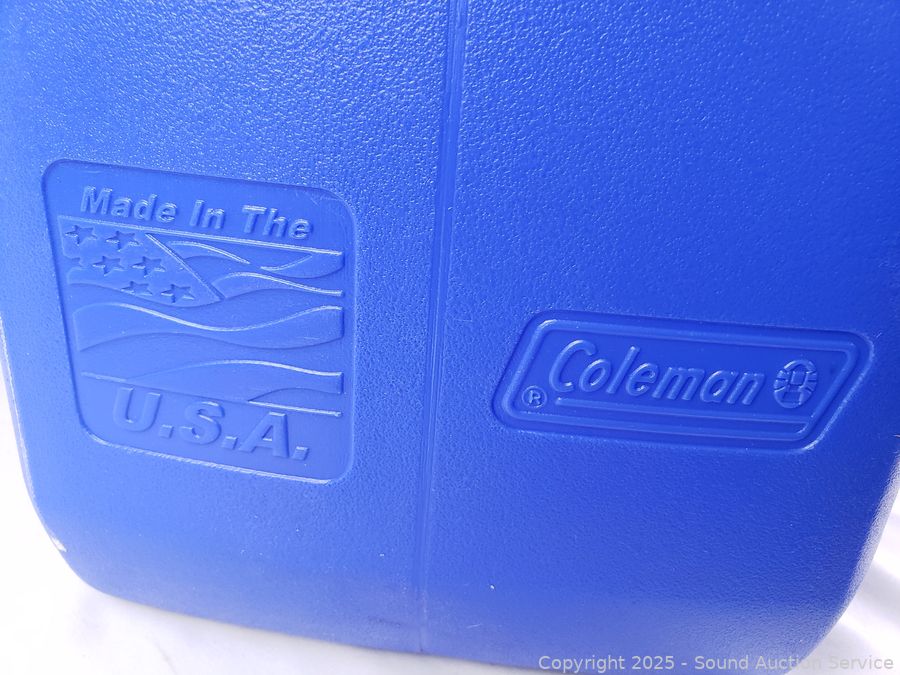 Made In The
U.S.A.
Coleman
®
Copyright 2025 - Sound Auction Service